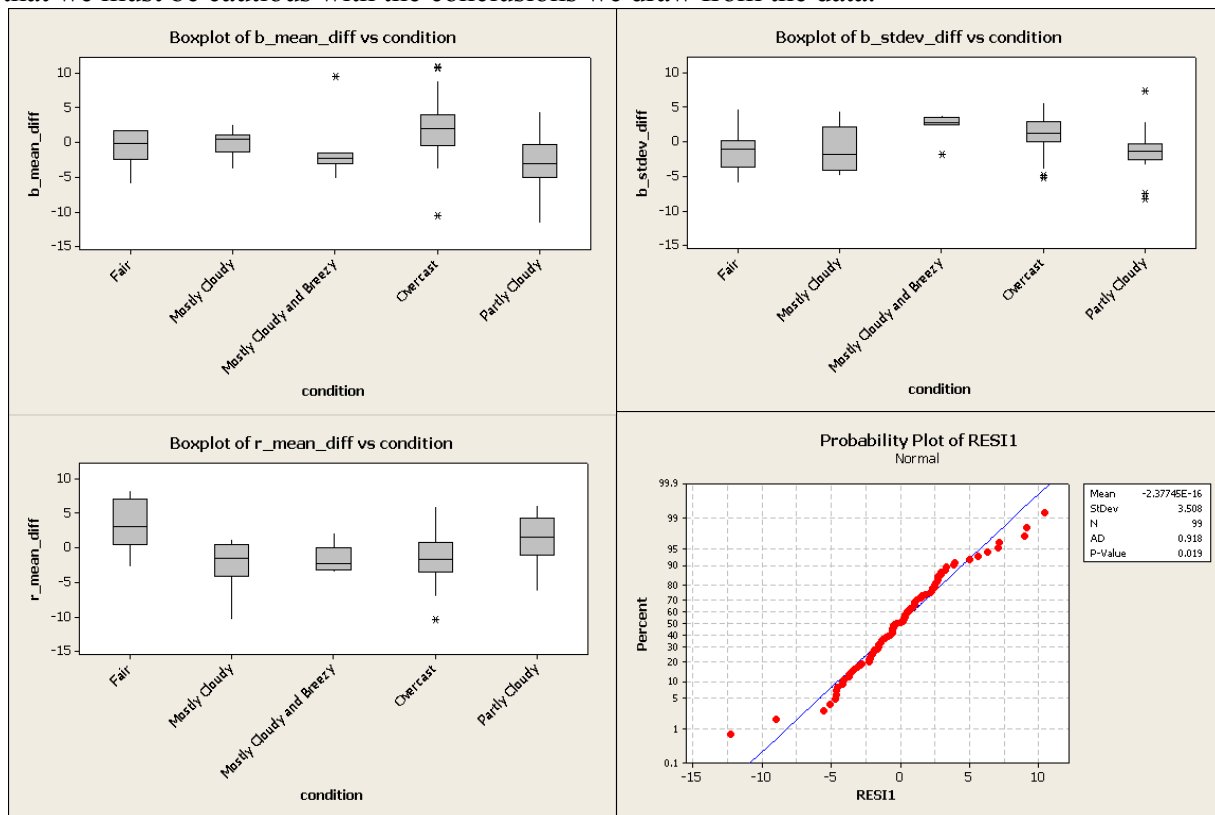 that we must be cautious with the conclusions we draw from the data.
Boxplot of b_mean_diff vs condition
b_mean_diff
10
5
0
-5
-10
-15
Fair
Mostly Cloudy
Mostly Cloudy and Breezy
Overcast
Partly Cloudy
condition
Boxplot of b_stdev_diff vs condition
b_stdev_diff
10
5
0
-5
-10
-15
Fair
Mostly Cloudy
Mostly Cloudy and Breezy
Overcast
Partly Cloudy
condition
Boxplot of r_mean_diff vs condition
r_mean_diff
10
5
0
-5
-10
-15
Fair
Mostly Cloudy
Mostly Cloudy and Breezy
Overcast
Partly Cloudy
condition
Probability Plot of RESI1
Normal
Percent
99.9
99
95
90
80
70
60
50
40
30
20
10
5
1
0.1
-15 -10 -5 0 5 10
RESI1
Mean -2.37745E-16
StDev 3.508
N 99
AD 0.918
P-Value 0.019